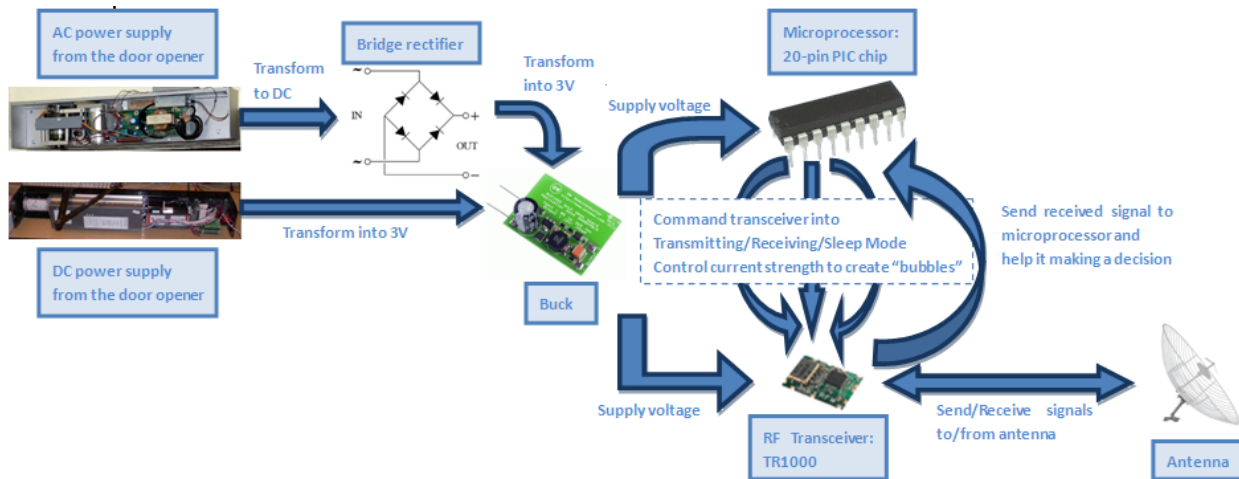 AC power supply
from the door opener
Bridge rectifier
Microprocessor:
20-pin PIC chip
Transform
to DC
Transform
into 3V
Supply voltage
~
IN
+
OUT
~
−
Transform into 3V
Command transceiver into
Transmitting/Receiving/Sleep Mode
Control current strength to create “bubbles”
Send received signal to
microprocessor and
help it making a decision
DC power supply
from the door opener
Buck
Supply voltage
Send/Receive signals
to/from antenna
RF Transceiver:
TR1000
Antenna